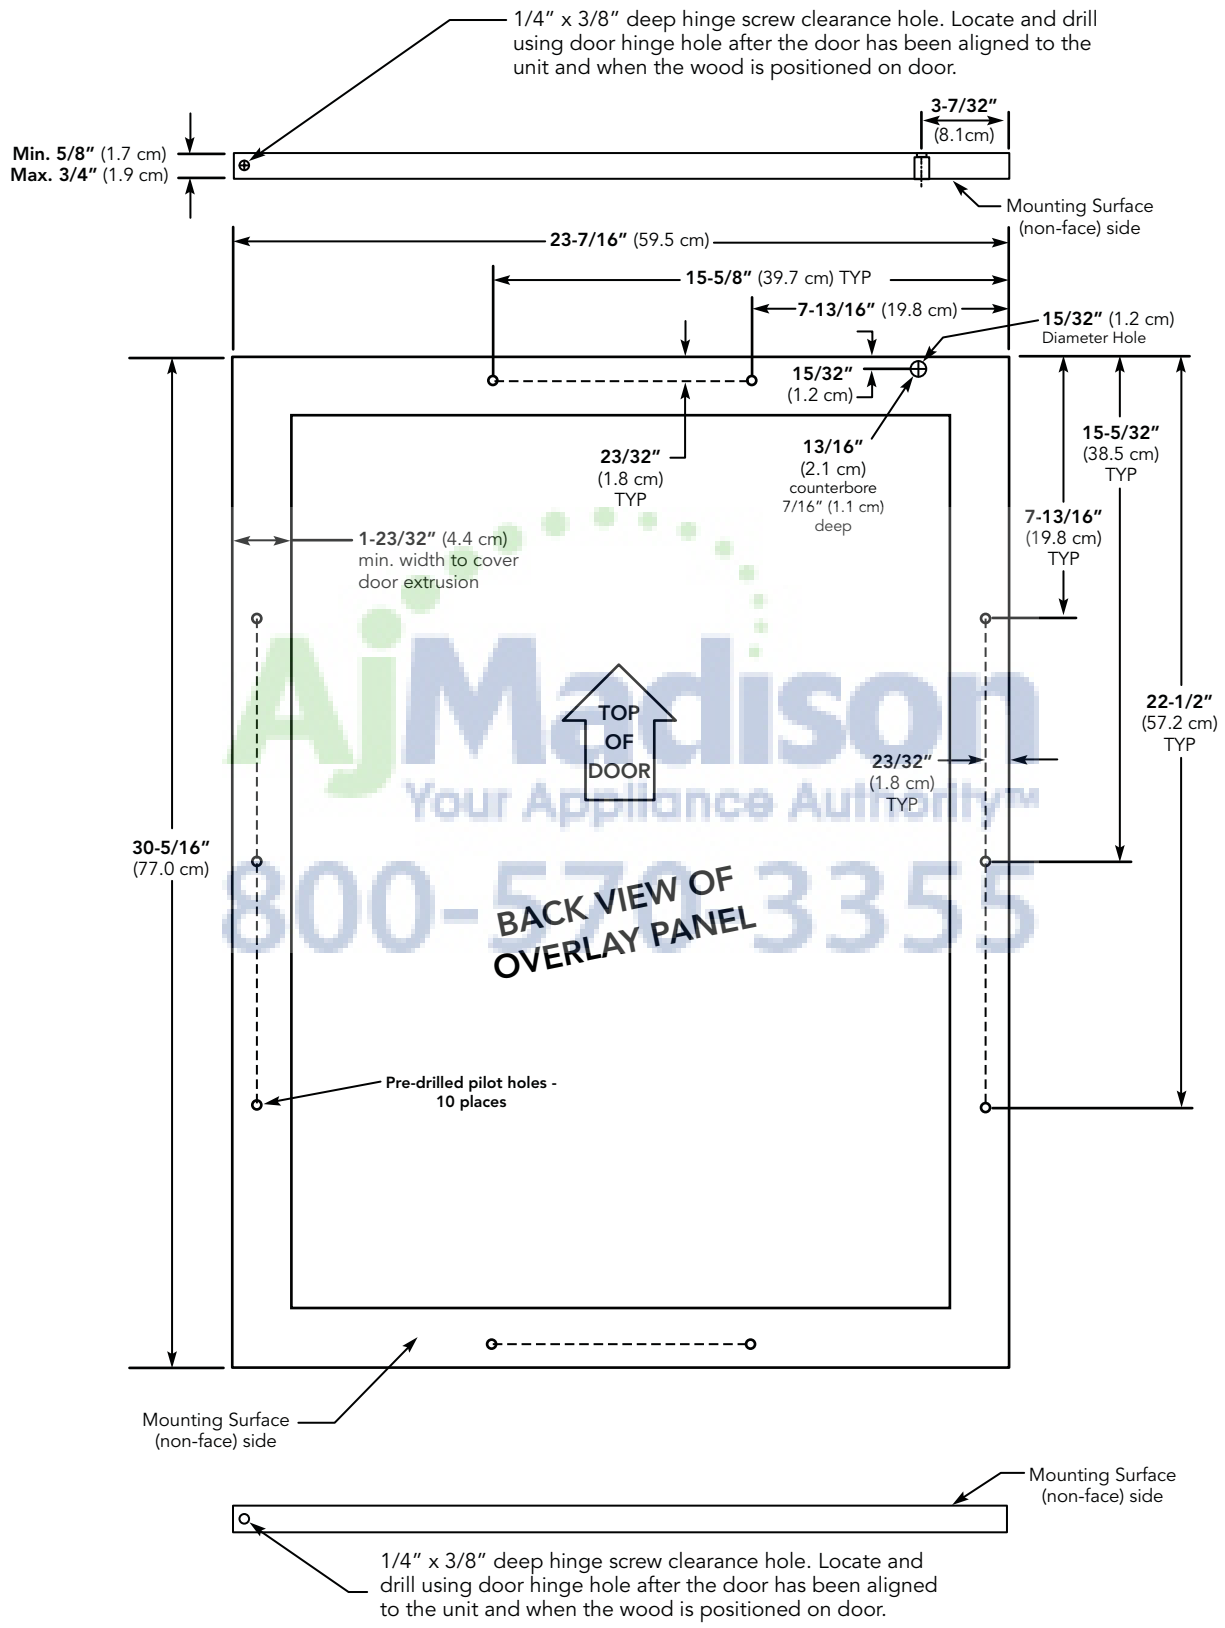 1/4” x 3/8” deep hinge screw clearance hole. Locate and drill
using door hinge hole after the door has been aligned to the
unit and when the wood is positioned on door.
3-7/32”
(8.1cm)
Min. 5/8” (1.7 cm)
Max. 3/4” (1.9 cm)
Mounting Surface
(non-face) side
23-7/16” (59.5 cm)
15-5/8” (39.7 cm) TYP
7-13/16” (19.8 cm)
15/32” (1.2 cm)
Diameter Hole
15/32”
(1.2 cm)
15-5/32”
(38.5 cm)
TYP
13/16”
(2.1 cm)
counterbore
7/16” (1.1 cm)
deep
23/32”
(1.8 cm)
TYP
7-13/16”
(19.8 cm)
TYP
1-23/32” (4.4 cm)
min. width to cover
door extrusion
AjMadison
Your Appliance Authority™
800-570-3355
TOP
OF
DOOR
22-1/2”
(57.2 cm)
TYP
23/32”
(1.8 cm)
TYP
30-5/16”
(77.0 cm)
BACK VIEW OF
OVERLAY PANEL
Pre-drilled pilot holes -
10 places
Mounting Surface
(non-face) side
Mounting Surface
(non-face) side
1/4” x 3/8” deep hinge screw clearance hole. Locate and
drill using door hinge hole after the door has been aligned
to the unit and when the wood is positioned on door.